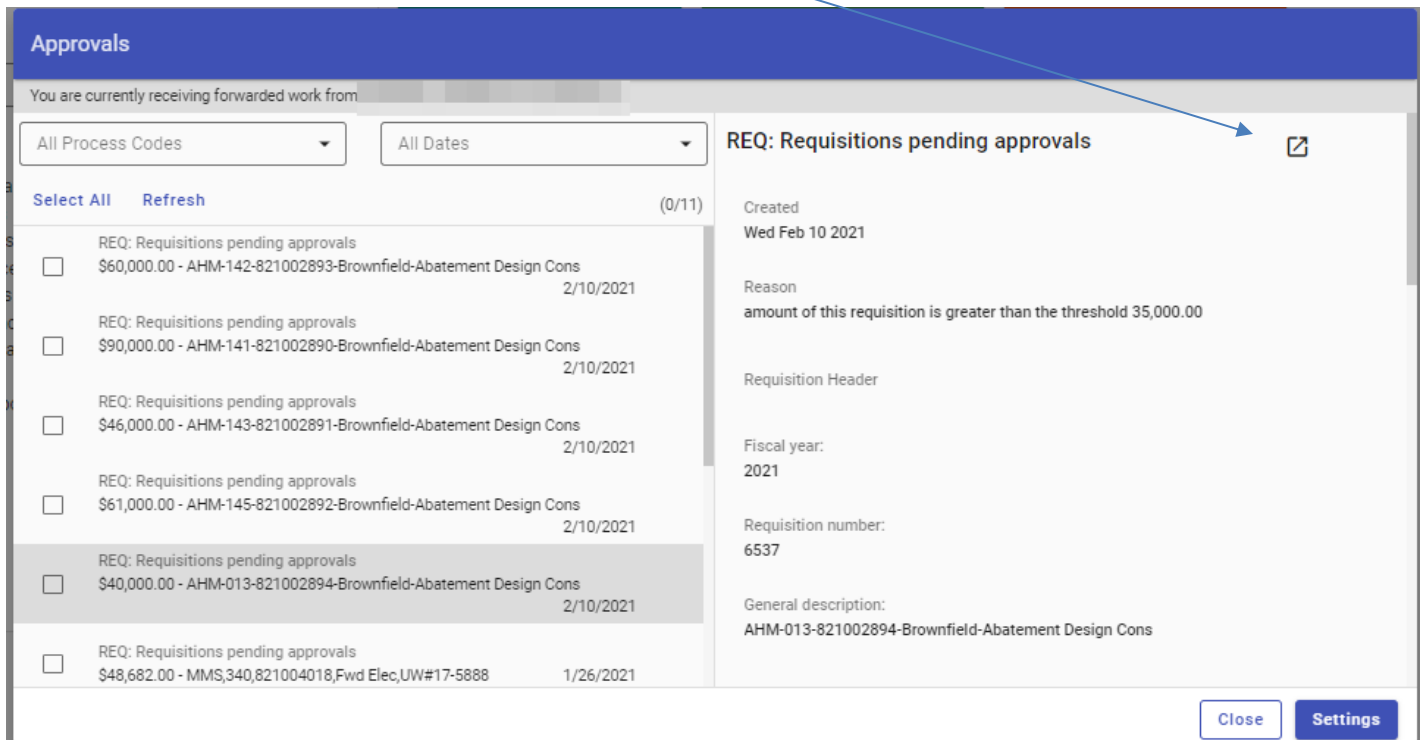 Approvals
You are currently receiving forwarded work from
All Process Codes
All Dates
Select All Refresh (0/11)
REQ: Requisitions pending approvals
$60,000.00 - AHM-142-821002893-Brownfield-Abatement Design Cons
2/10/2021
REQ: Requisitions pending approvals
$90,000.00 - AHM-141-821002890-Brownfield-Abatement Design Cons
2/10/2021
REQ: Requisitions pending approvals
$46,000.00 - AHM-143-821002891-Brownfield-Abatement Design Cons
2/10/2021
REQ: Requisitions pending approvals
$61,000.00 - AHM-145-821002892-Brownfield-Abatement Design Cons
2/10/2021
REQ: Requisitions pending approvals
$40,000.00 - AHM-013-821002894-Brownfield-Abatement Design Cons
2/10/2021
REQ: Requisitions pending approvals
$48,682.00 - MMS,340,821004018,Fwd Elec,UW#17-5888 1/26/2021
REQ: Requisitions pending approvals
Created
Wed Feb 10 2021
Reason
amount of this requisition is greater than the threshold 35,000.00
Requisition Header
Fiscal year:
2021
Requisition number:
6537
General description:
AHM-013-821002894-Brownfield-Abatement Design Cons
Close
Settings